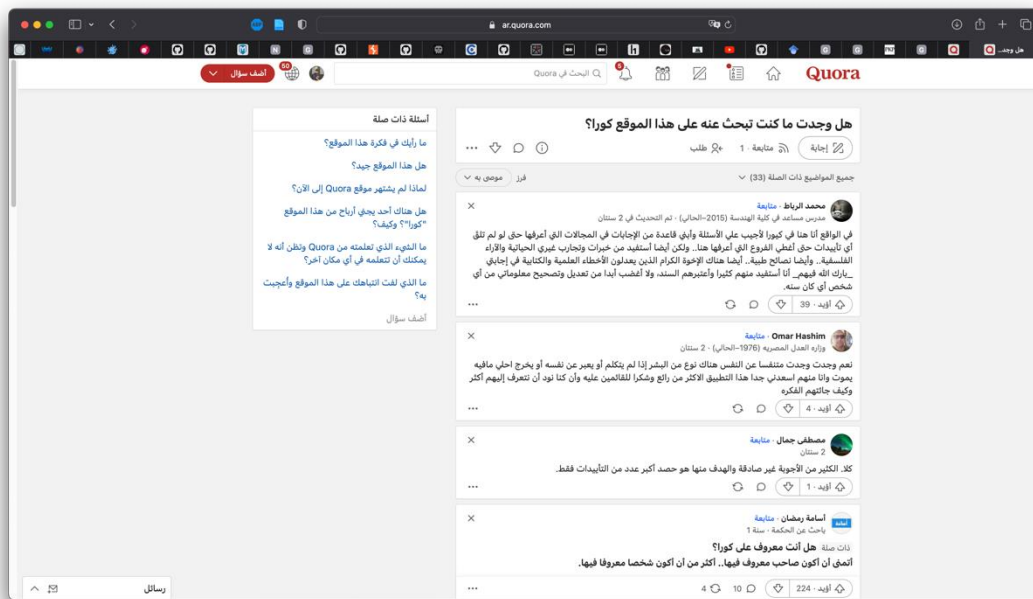 ar.quora.com
هل وجد...
Quora
5
البحث في Quora
50
أضف سؤال
هل وجدت ما كنت تبحث عنه على هذا الموقع كورا؟
إجابة
متابعة · 1
طلب
جميع المواضيع ذات الصلة (33)
فرز
موصى به
محمد الرباط · متابعة
مدرس مساعد في كلية الهندسة (2015–الحالي) · تم التحديث في 2 سنتان
في الواقع أنا هنا في كيورا لأجيب علي الأسئلة وأبني قاعدة من الإجابات في المجالات التي أعرفها حتى لو لم تلق
أي تأييدات حتى أغطي الفروع التي أعرفها هنا.. ولكن أيضا أستفيد من خبرات وتجارب غيري الحياتية والآراء
الفلسفية.. وأيضا نصائح طبية.. أيضا هناك الإخوة الكرام الذين يعدلون الأخطاء العلمية والكتابية في إجابتي
_بارك الله فيهم_ أنا أستفيد منهم كثيرا وأعتبرهم السند، ولا أغضب أبدا من تعديل وتصحيح معلوماتي من أي
شخص أي كان سنه.
أؤيد · 39
Omar Hashim · متابعة
وزاره العدل المصريه (1976–الحالي) · 2 سنتان
نعم وجدت وجدت متنفسا عن النفس هناك نوع من البشر إذا لم يتكلم أو يعبر عن نفسه أو يخرج احلي مافيه
يموت وانا منهم اسعدني جدا هذا التطبيق الاكثر من رائع وشكرا للقائمين عليه وأن كنا نود أن نتعرف إليهم أكثر
وكيف جائتهم الفكره
أؤيد · 4
مصطفى جمال · متابعة
2 سنتان
كلا. الكثير من الأجوبة غير صادقة والهدف منها هو حصد أكبر عدد من التأييدات فقط.
أؤيد · 1
أسامة رمضان · متابعة
باحث عن الحكمة · سنة 1
ذات صلة هل أنت معروف على كورا؟
أتمنى أن أكون صاحب معروف فيها.. أكثر من أن أكون شخصا معروفا فيها.
أؤيد · 224
10
4
أسئلة ذات صلة
ما رأيك في فكرة هذا الموقع؟
هل هذا الموقع جيد؟
لماذا لم يشتهر موقع Quora إلى الآن؟
هل هناك أحد يجني أرباح من هذا الموقع
"كورا"؟ وكيف؟
ما الشيء الذي تعلمته من Quora وتظن أنه لا
يمكنك أن تتعلمه في أي مكان آخر؟
ما الذي لفت انتباهك على هذا الموقع وأعجبت
به؟
أضف سؤال
رسائل